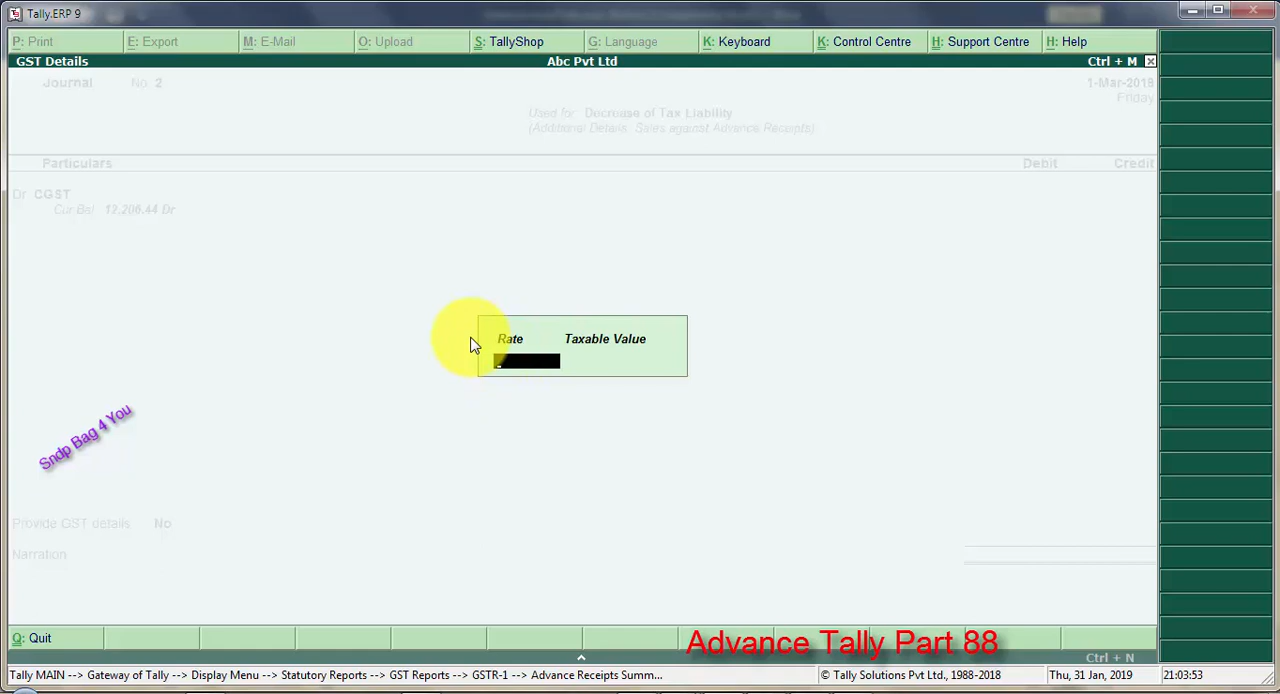 Tally.ERP 9
P: Print E: Export M: E-Mail O: Upload S: TallyShop G: Language K: Keyboard K: Control Centre H: Support Centre H: Help
GST Details Abc Pvt Ltd Ctrl + M
Journal No. 2 1-Mar-2019
Friday
Used for: Decrease of Tax Liability
(Additional Details: Sales against Advance Receipts)
Particulars Debit Credit
Dr CGST
Cur Bal: 12,206.44 Dr
Rate Taxable Value
Sndp Bag 4 You
Provide GST details No
Narration
Q: Quit
Advance Tally Part 88
Ctrl + N
Tally MAIN --> Gateway of Tally --> Display Menu --> Statutory Reports --> GST Reports --> GSTR-1 --> Advance Receipts Summ... © Tally Solutions Pvt Ltd., 1988-2018 Thu, 31 Jan, 2019 21:03:53